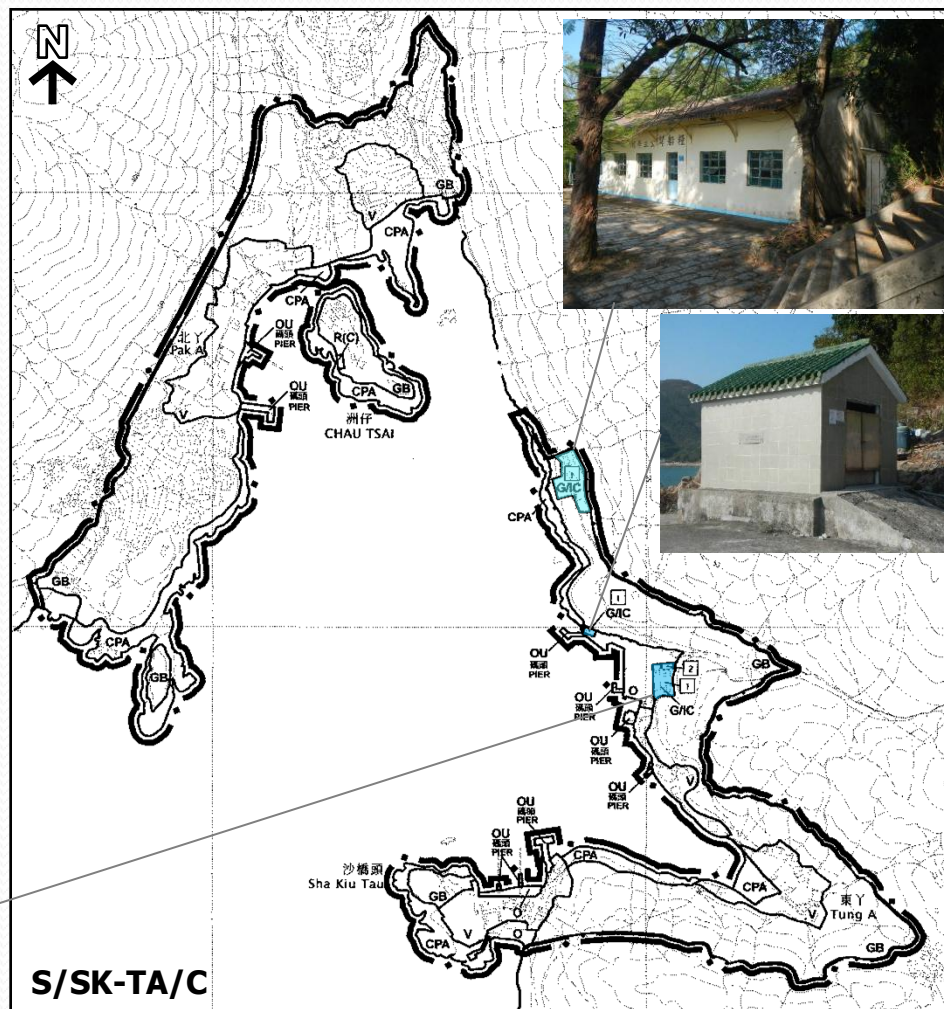 N
GB
V
CPA
CPA
R(C)
OU
碼頭
PIER
北丫
Pak A
OU
碼頭
PIER
V
CPA
GB
洲仔
CHAU TSAI
G/IC
CPA
GB
1
G/IC
CPA
OU
碼頭
PIER
GB
GB
2
1
O
G/IC
OU
碼頭
PIER
OU
碼頭
PIER
V
OU
碼頭
PIER
OU
碼頭
PIER
OU
碼頭
PIER
CPA
沙橋頭
Sha Kiu Tau
GB
CPA
東丫
Tung A
V
O
V
O
CPA
GB
S/SK-TA/C